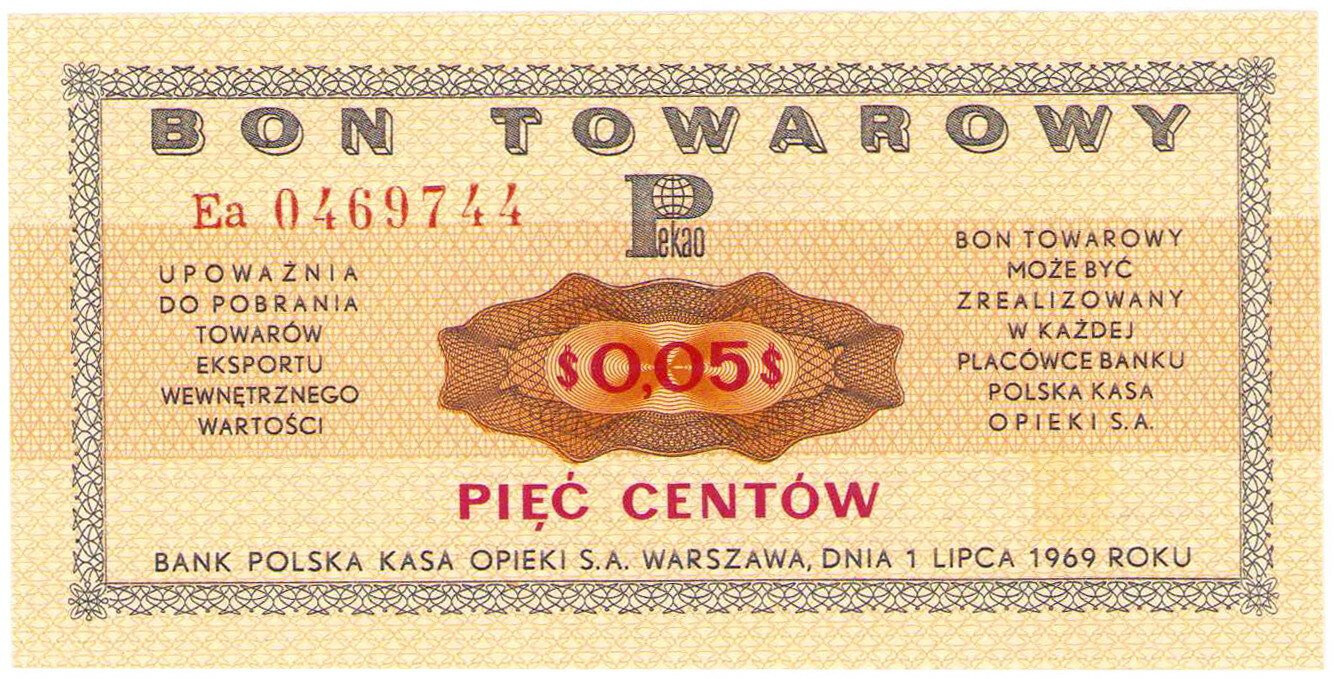 BON TOWAROWY
Ea 0469744
Pekao
UPOWAŻNIA
DO POBRANIA
TOWARÓW
EKSPORTU
WEWNĘTRZNEGO
WARTOŚCI
$0,05$
BON TOWAROWY
MOŻE BYĆ
ZREALIZOWANY
W KAŻDEJ
PLACÓWCE BANKU
POLSKA KASA
OPIEKI S.A.
PIĘĆ CENTÓW
BANK POLSKA KASA OPIEKI S.A. WARSZAWA, DNIA 1 LIPCA 1969 ROKU